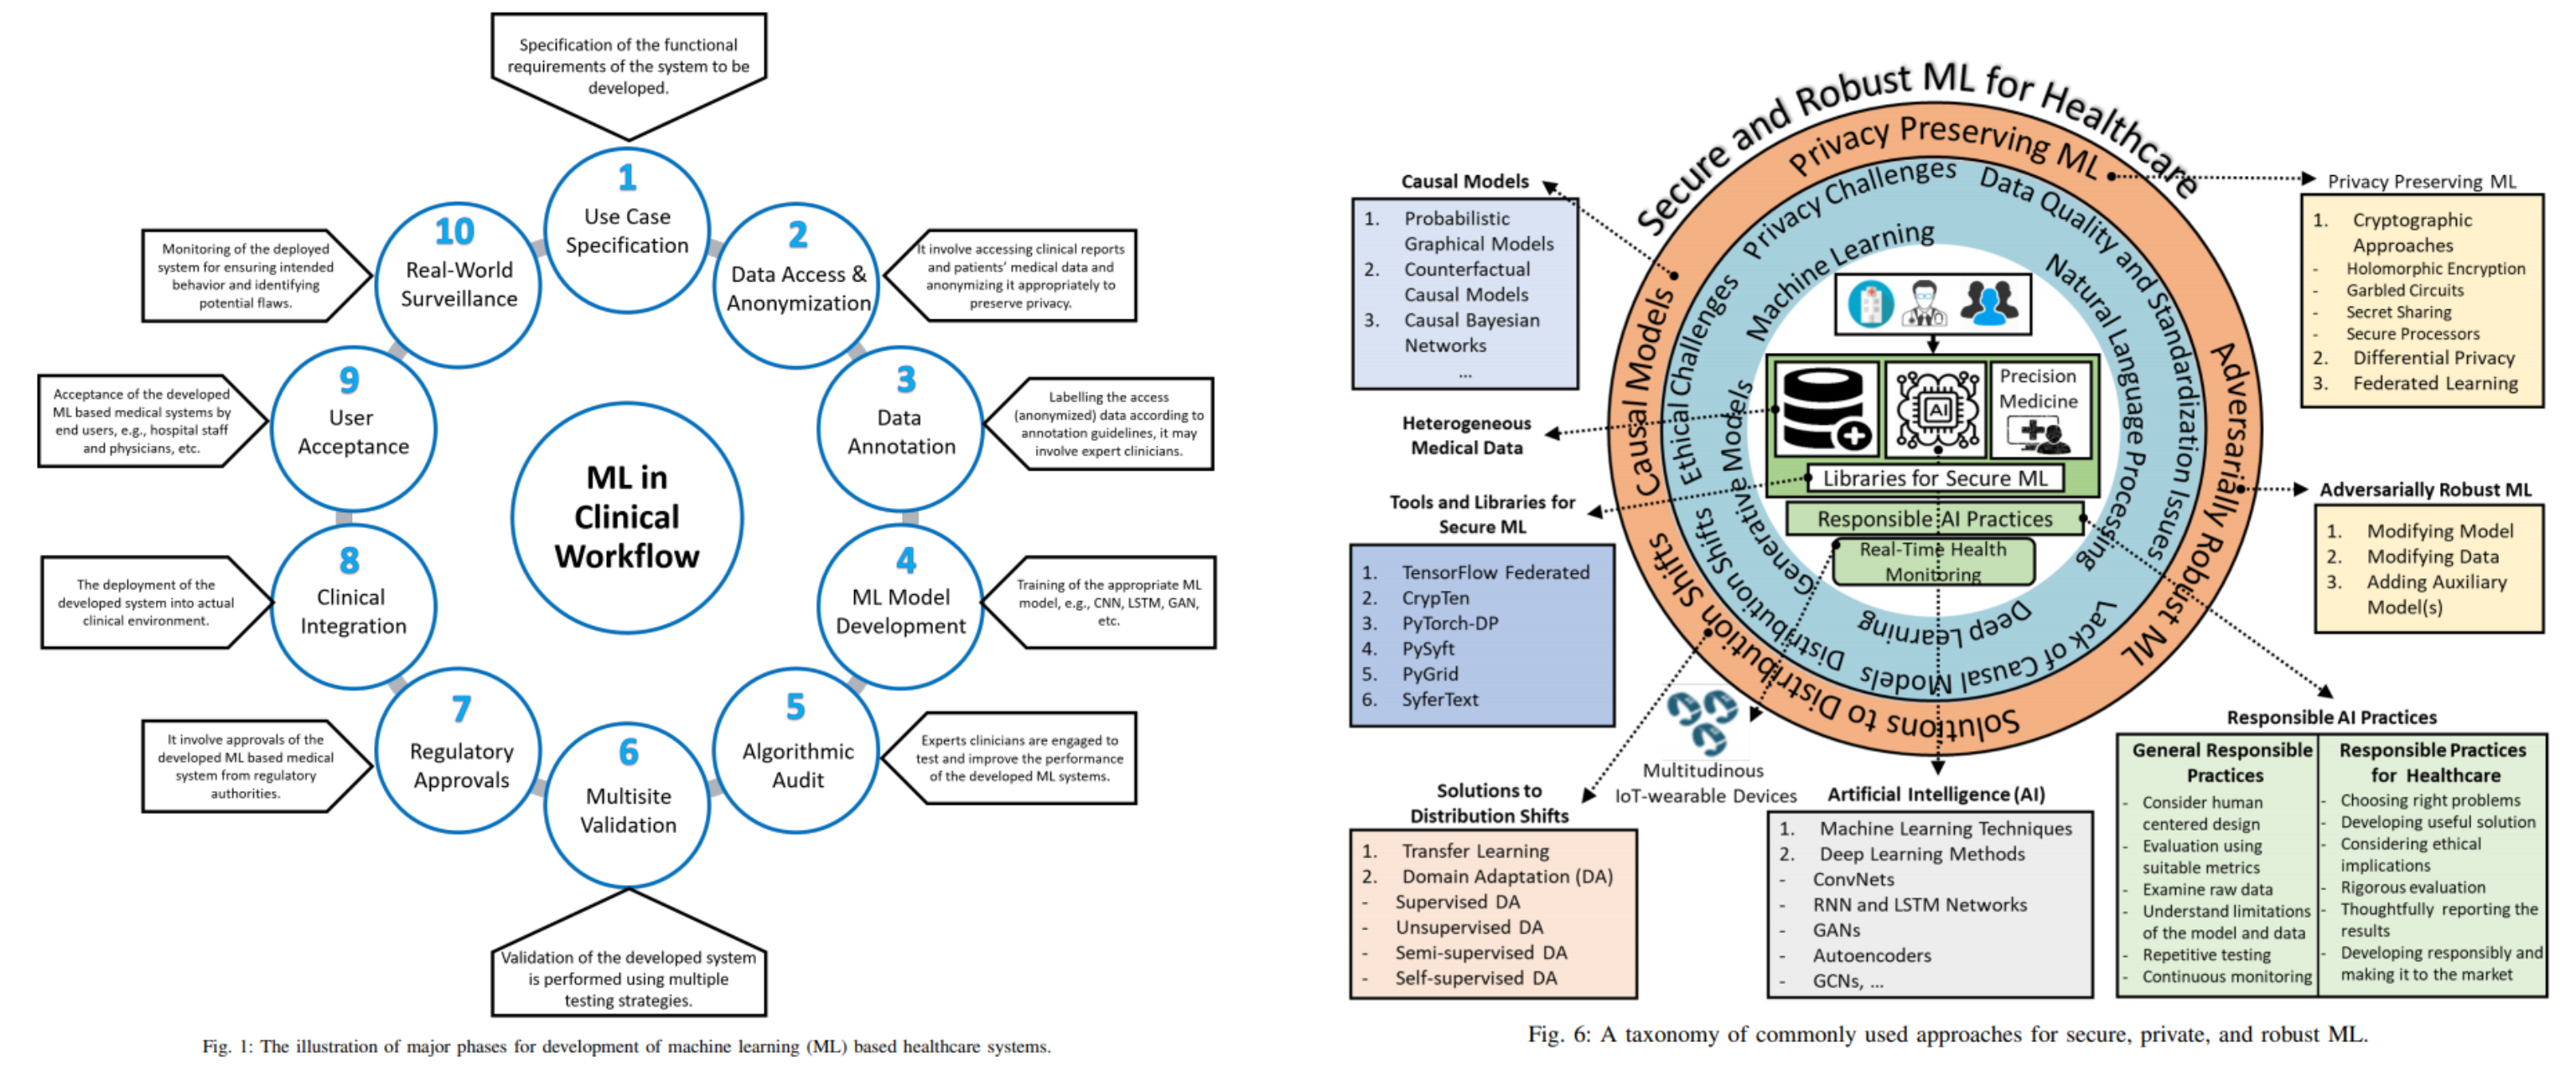 Specification of the functional
requirements of the system to be
developed.
1
Use Case
Specification
2
Data Access &
Anonymization
It involve accessing clinical reports
and patients' medical data and
anonymizing it appropriately to
preserve privacy.
3
Data
Annotation
Labelling the access
(anonymized) data according to
annotation guidelines, it may
involve expert clinicians.
4
ML Model
Development
Training of the appropriate ML
model, e.g., CNN, LSTM, GAN,
etc.
5
Algorithmic
Audit
Experts clinicians are engaged to
test and improve the performance
of the developed ML systems.
6
Multisite
Validation
Validation of the developed system
is performed using multiple
testing strategies.
7
Regulatory
Approvals
It involve approvals of the
developed ML based medical
system from regulatory
authorities.
8
Clinical
Integration
The deployment of the
developed system into actual
clinical environment.
9
User
Acceptance
Acceptance of the developed
ML based medical systems by
end users, e.g., hospital staff
and physicians, etc.
10
Real-World
Surveillance
Monitoring of the deployed
system for ensuring intended
behavior and identifying
potential flaws.
ML in
Clinical
Workflow
Fig. 1: The illustration of major phases for development of machine learning (ML) based healthcare systems.
Secure and Robust ML for Healthcare
Privacy Preserving ML
Adversarially Robust ML
Solutions to Distribution Shifts
Causal Models
Privacy Challenges
Data Quality and Standardization Issues
Lack of Causal Models
Distribution Shifts
Ethical Challenges
Machine Learning
Natural Language Processing
Deep Learning
Generative Models
AI
Precision
Medicine
Libraries for Secure ML
Responsible AI Practices
Real-Time Health
Monitoring
Causal Models
1. Probabilistic
Graphical Models
2. Counterfactual
Causal Models
3. Causal Bayesian
Networks
...
Heterogeneous
Medical Data
Tools and Libraries for
Secure ML
1. TensorFlow Federated
2. CrypTen
3. PyTorch-DP
4. PySyft
5. PyGrid
6. SyferText
Solutions to
Distribution Shifts
1. Transfer Learning
2. Domain Adaptation (DA)
- Supervised DA
- Unsupervised DA
- Semi-supervised DA
- Self-supervised DA
Multitudinous
IoT-wearable Devices
Artificial Intelligence (AI)
1. Machine Learning Techniques
2. Deep Learning Methods
- ConvNets
- RNN and LSTM Networks
- GANs
- Autoencoders
- GCNs, ...
Privacy Preserving ML
1. Cryptographic
Approaches
- Holomorphic Encryption
- Garbled Circuits
- Secret Sharing
- Secure Processors
2. Differential Privacy
3. Federated Learning
Adversarially Robust ML
1. Modifying Model
2. Modifying Data
3. Adding Auxiliary
Model(s)
Responsible AI Practices
General Responsible
Practices
- Consider human
centered design
- Evaluation using
suitable metrics
- Examine raw data
- Understand limitations
of the model and data
- Repetitive testing
- Continuous monitoring
Responsible Practices
for Healthcare
- Choosing right problems
- Developing useful solution
- Considering ethical
implications
- Rigorous evaluation
- Thoughtfully reporting the
results
- Developing responsibly and
making it to the market
Fig. 6: A taxonomy of commonly used approaches for secure, private, and robust ML.